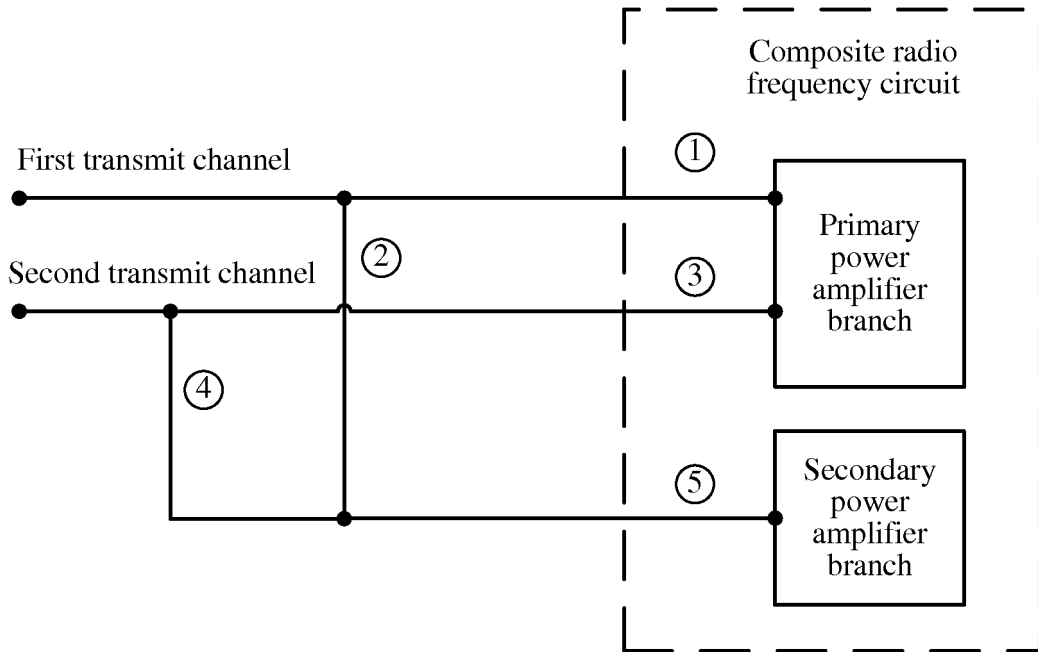 Composite radio
frequency circuit
First transmit channel
1
Primary
power
amplifier
branch
2
Second transmit channel
3
4
5
Secondary
power
amplifier
branch